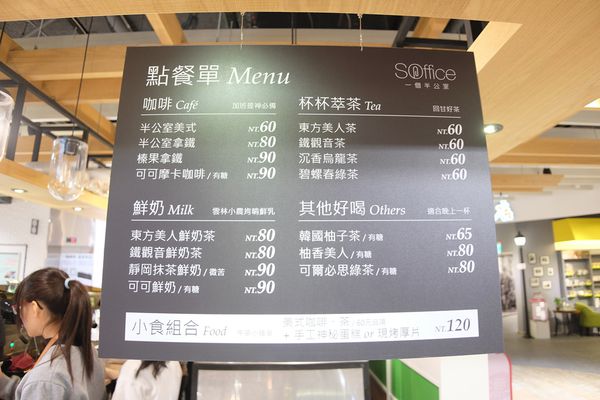 點餐單 Menu
S@ffice
一個半公室
咖啡 Café 加班提神必備
半公室美式 NT.60
半公室拿鐵 NT.80
榛果拿鐵 NT.90
可可摩卡咖啡/有糖 NT.90
杯杯萃茶 Tea 回甘好茶
東方美人茶 NT.60
鐵觀音茶 NT.60
沉香烏龍茶 NT.60
碧螺春綠茶 NT.60
鮮奶 Milk 雲林小農鮮乳
東方美人鮮奶茶 NT.80
鐵觀音鮮奶茶 NT.80
靜岡抹茶鮮奶/微苦 NT.90
可可鮮奶/有糖 NT.90
其他好喝 Others 適合晚上一杯
韓國柚子茶/有糖 NT.65
柚香美人/有糖 NT.80
可爾必思綠茶/有糖 NT.80
小食組合 Food
美式咖啡、茶/60元品項
+ 手工神秘蛋糕 or 現烤厚片 NT.120